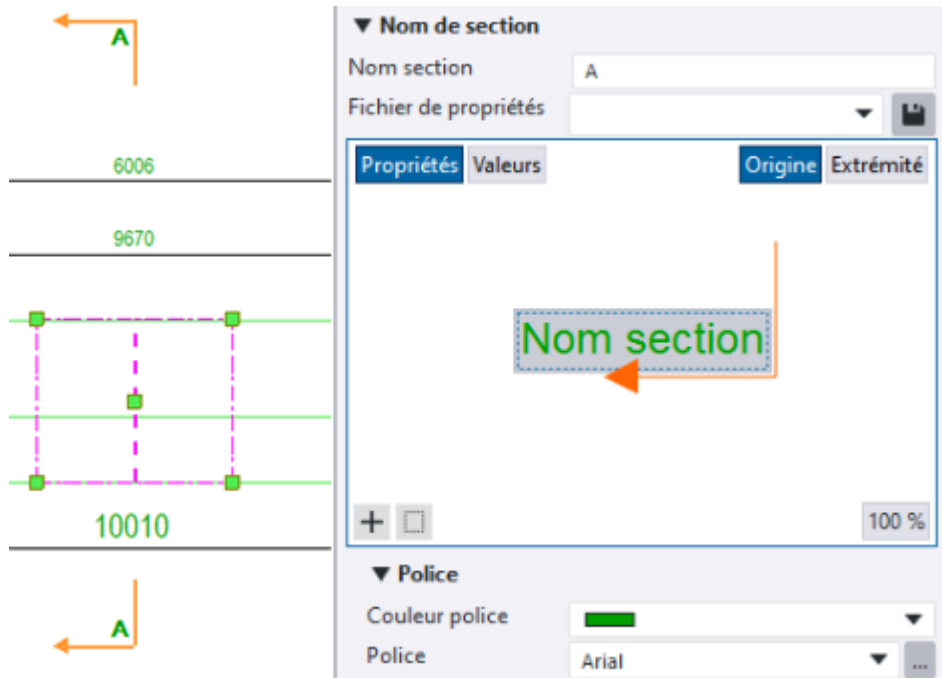 A
6006
9670
10010
A
Nom de section
Nom section A
Fichier de propriétés
Propriétés Valeurs Origine Extrémité
Nom section
100 %
Police
Couleur police
Police Arial ...